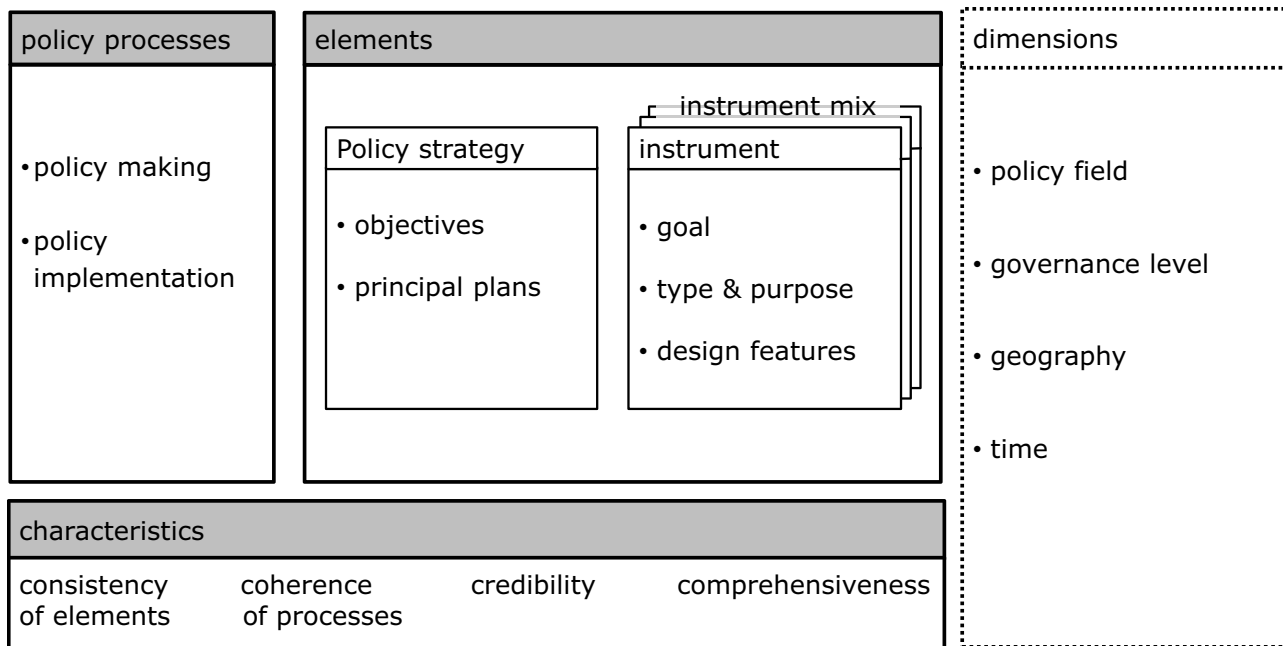 policy processes
• policy making
• policy
implementation
elements
Policy strategy
• objectives
• principal plans
instrument mix
instrument
• goal
• type & purpose
• design features
dimensions
• policy field
• governance level
• geography
• time
characteristics
consistency
of elements
coherence
of processes
credibility
comprehensiveness